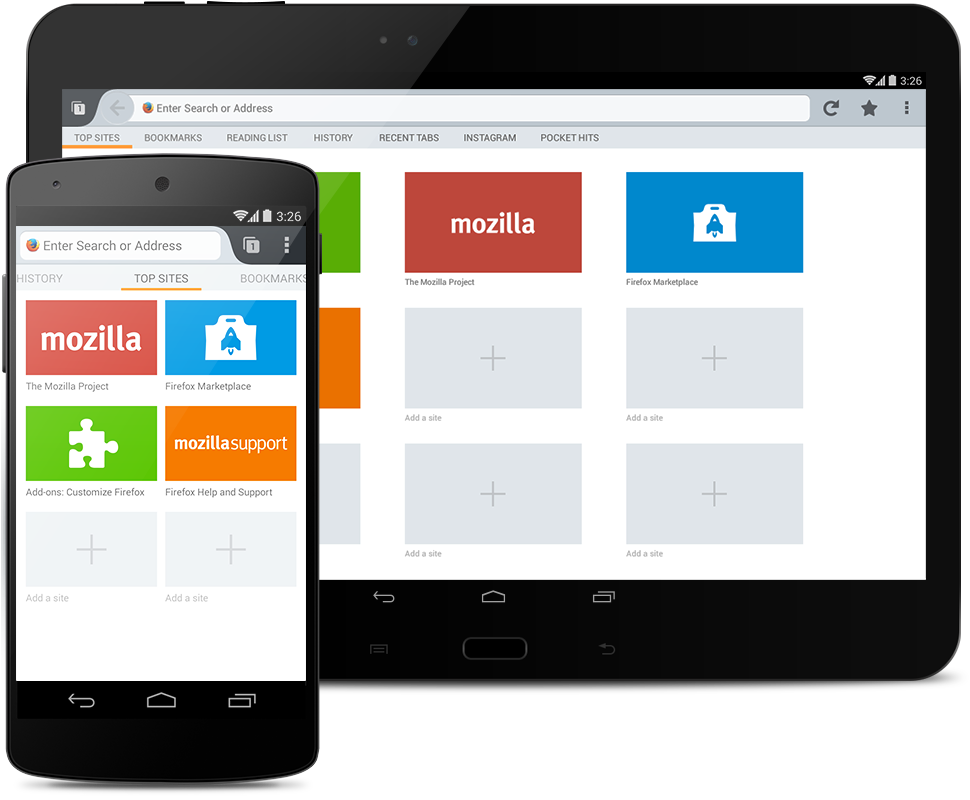 3:26
1
Enter Search or Address
TOP SITES BOOKMARKS READING LIST HISTORY RECENT TABS INSTAGRAM POCKET HITS
mozilla
The Mozilla Project Firefox Marketplace
Add a site Add a site
Add a site Add a site
3:26
Enter Search or Address 1
HISTORY TOP SITES BOOKMARKS
mozilla
The Mozilla Project Firefox Marketplace
mozilla support
Add-ons: Customize Firefox Firefox Help and Support
Add a site Add a site